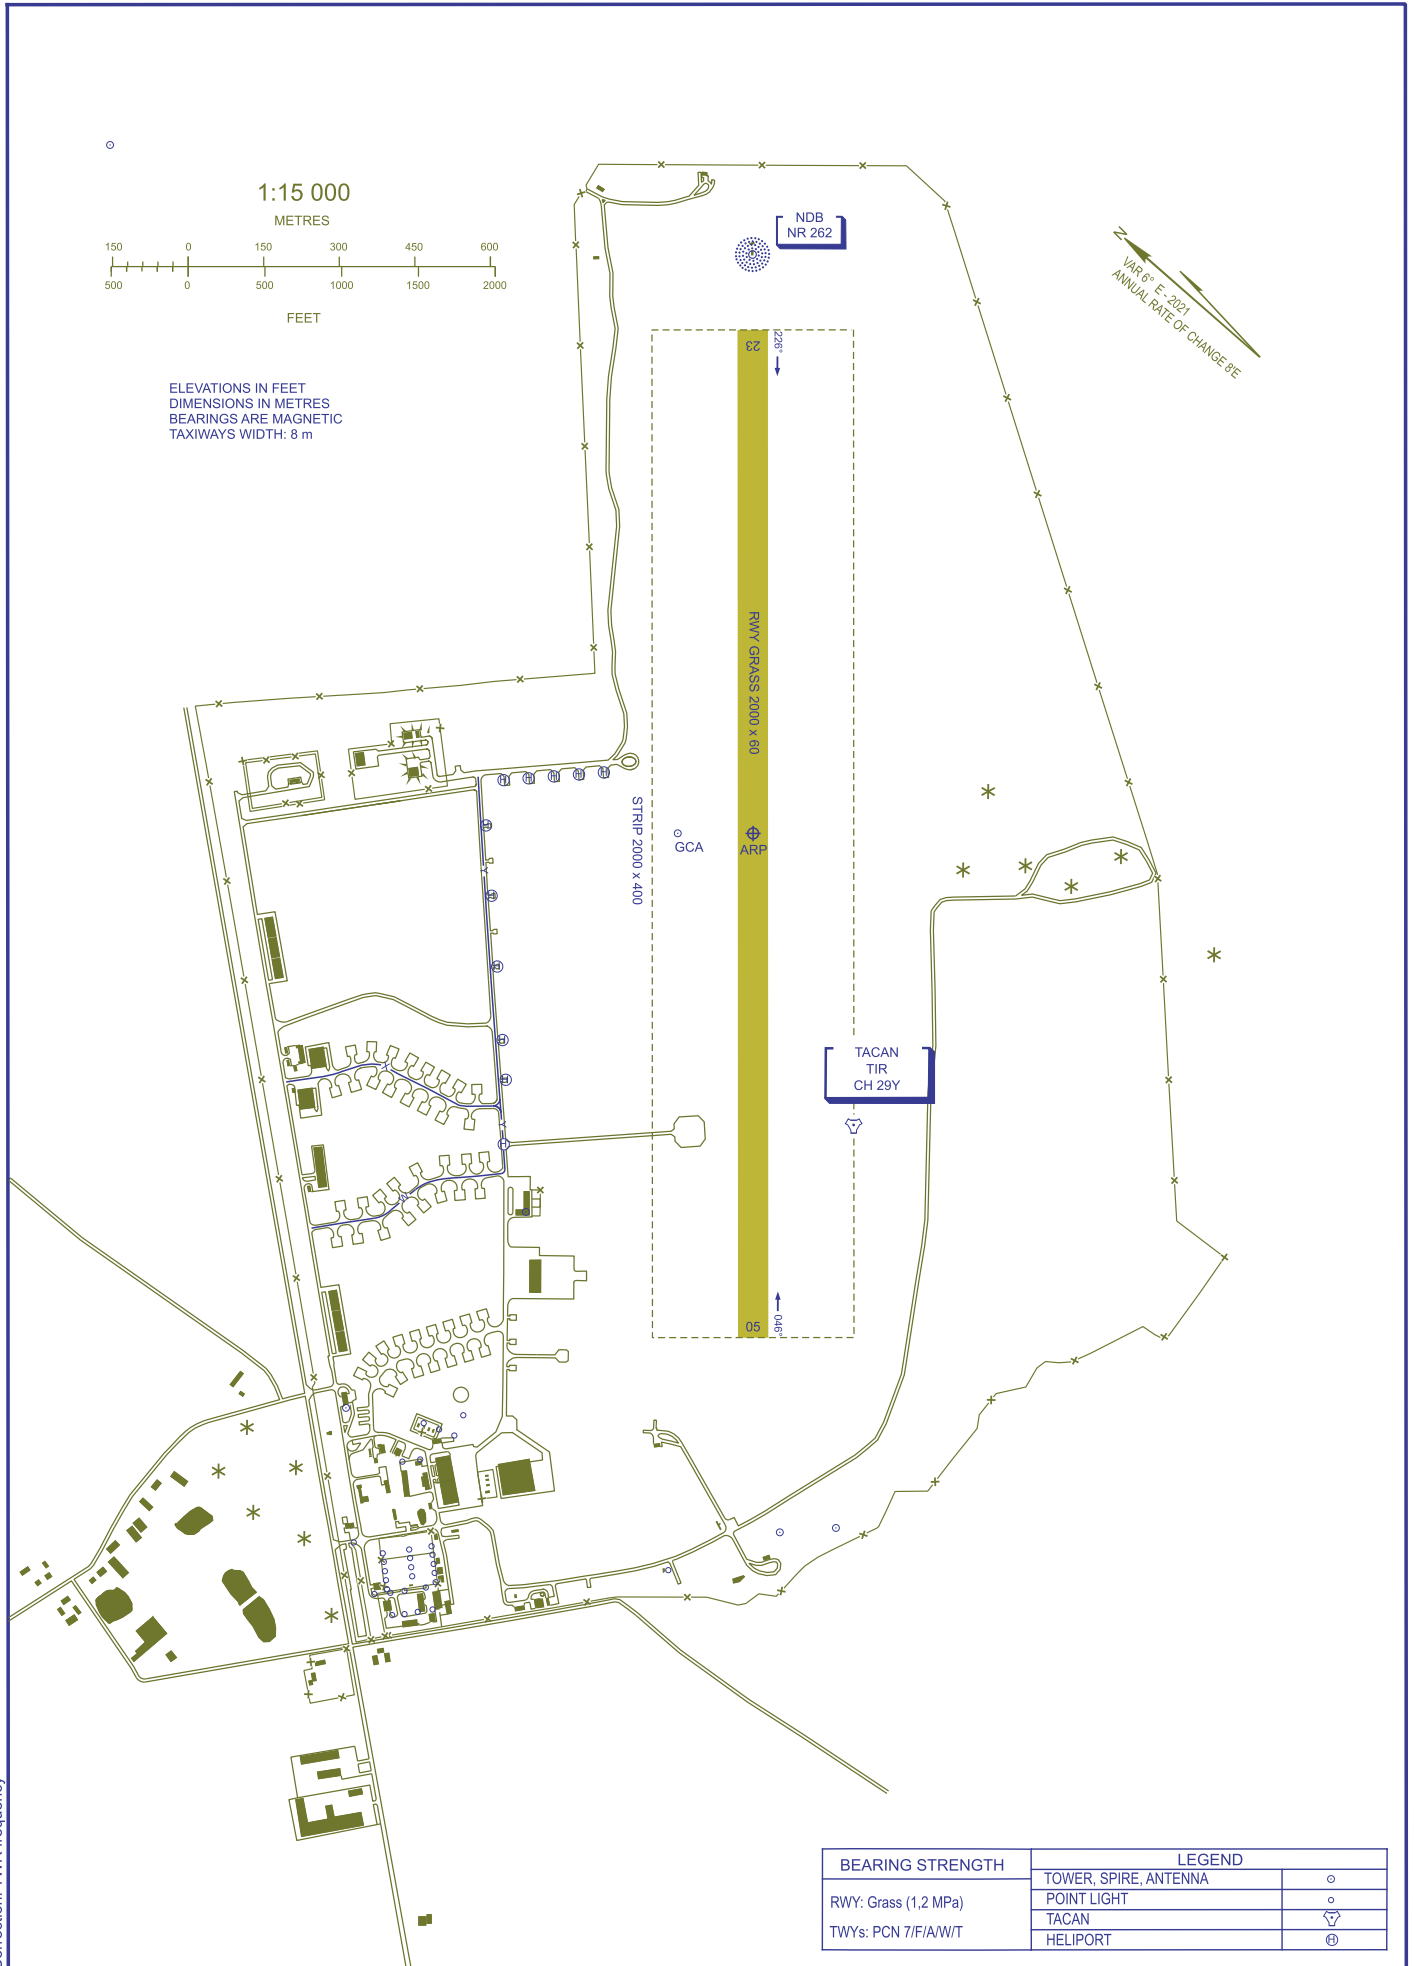 1:15 000
METRES
150 0 150 300 450 600
500 0 500 1000 1500 2000
FEET
ELEVATIONS IN FEET
DIMENSIONS IN METRES
BEARINGS ARE MAGNETIC
TAXIWAYS WIDTH: 8 m
NDB
NR 262
N
VAR 6° E - 2021
ANNUAL RATE OF CHANGE 8'E
23
226°
RWY GRASS 2000 x 60
STRIP 2000 x 400
GCA
ARP
H H H H H
H
Y
H
H
H
X
H
Y
H
W
TACAN
TIR
CH 29Y
05
046°
BEARING STRENGTH
RWY: Grass (1,2 MPa)
TWYs: PCN 7/F/A/W/T
LEGEND
TOWER, SPIRE, ANTENNA
POINT LIGHT
TACAN
HELIPORT
H